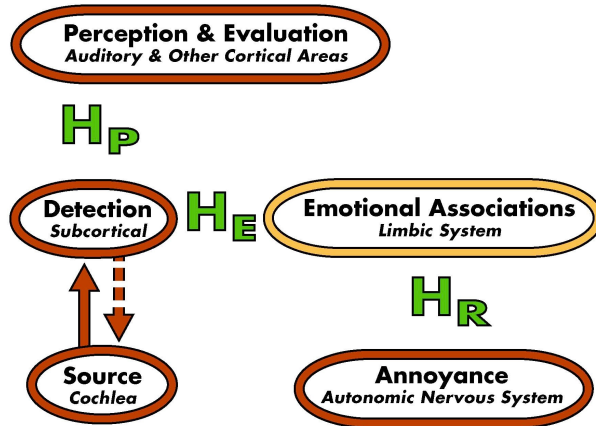 Perception & Evaluation
Auditory & Other Cortical Areas
HP
Detection
Subcortical
HE
Emotional Associations
Limbic System
HR
Source
Cochlea
Annoyance
Autonomic Nervous System